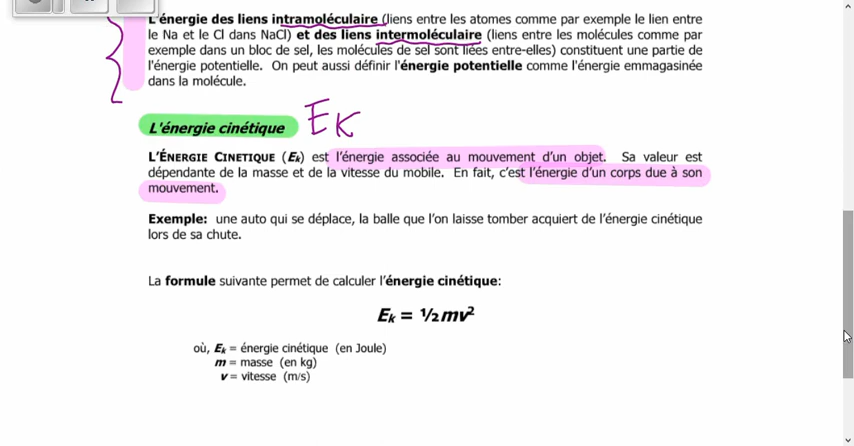 L'énergie des liens intramoléculaire (liens entre les atomes comme par exemple le lien entre
le Na et le Cl dans NaCl) et des liens intermoléculaire (liens entre les molécules comme par
exemple dans un bloc de sel, les molécules de sel sont liées entre-elles) constituent une partie de
l'énergie potentielle. On peut aussi définir l'énergie potentielle comme l'énergie emmagasinée
dans la molécule.
L'énergie cinétique EK
L'ÉNERGIE CINETIQUE (Ek) est l'énergie associée au mouvement d'un objet. Sa valeur est
dépendante de la masse et de la vitesse du mobile. En fait, c'est l'énergie d'un corps due à son
mouvement.
Exemple: une auto qui se déplace, la balle que l'on laisse tomber acquiert de l'énergie cinétique
lors de sa chute.
La formule suivante permet de calculer l'énergie cinétique:
Ek = ½mv²
où, Ek = énergie cinétique (en Joule)
m = masse (en kg)
v = vitesse (m/s)